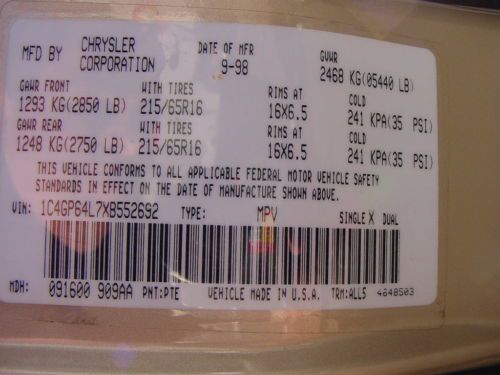 MFD BY CHRYSLER CORPORATION DATE OF MFR 9-98 GVWR 2468 KG(05440 LB)
GAWR FRONT WITH TIRES RIMS AT COLD
1293 KG(2850 LB) 215/65R16 16X6.5 241 KPA(35 PSI)
GAWR REAR WITH TIRES RIMS AT COLD
1248 KG(2750 LB) 215/65R16 16X6.5 241 KPA(35 PSI)
THIS VEHICLE CONFORMS TO ALL APPLICABLE FEDERAL MOTOR VEHICLE SAFETY
STANDARDS IN EFFECT ON THE DATE OF MANUFACTURE SHOWN ABOVE.
VIN: 1C4GP64L7XB552692 TYPE: MPV SINGLE X DUAL
MDH: 091600 909AA PNT:PTE VEHICLE MADE IN U.S.A. TRM:ALL5 4648503